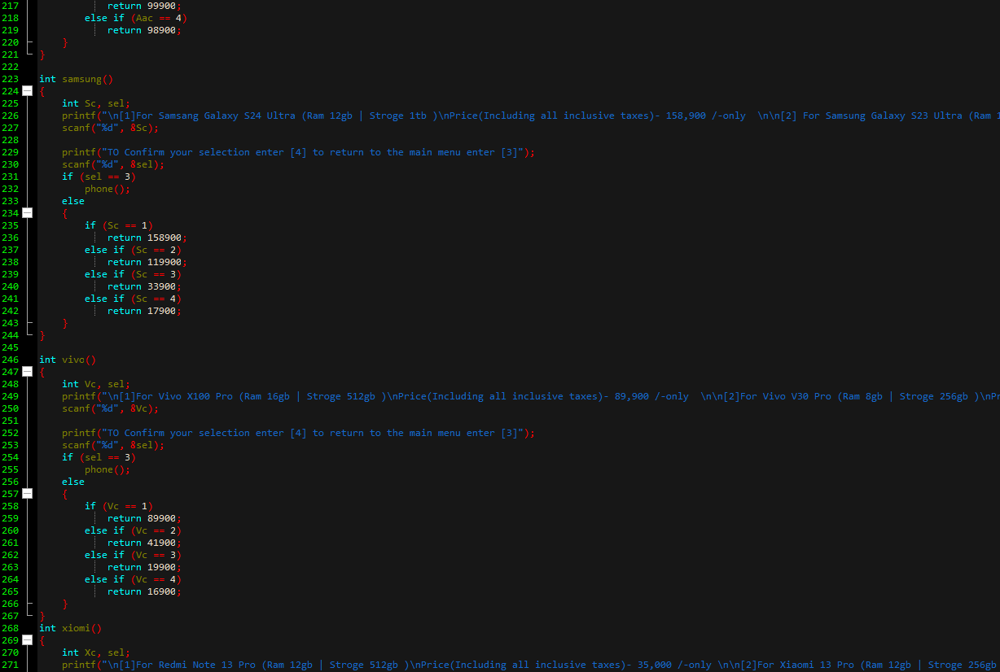 217 return 99900;
218 else if (Aac == 4)
219 return 98900;
220 }
221 }
222
223 int samsung()
224 {
225 int Sc, sel;
226 printf("\n[1]For Samsang Galaxy S24 Ultra (Ram 12gb | Stroge 1tb )\nPrice(Including all inclusive taxes)- 158,900 /-only  \n\n[2] For Samsung Galaxy S23 Ultra (Ram 1
227 scanf("%d", &Sc);
228
229 printf("TO Confirm your selection enter [4] to return to the main menu enter [3]");
230 scanf("%d", &sel);
231 if (sel == 3)
232 phone();
233 else
234 {
235 if (Sc == 1)
236 return 158900;
237 else if (Sc == 2)
238 return 119900;
239 else if (Sc == 3)
240 return 33900;
241 else if (Sc == 4)
242 return 17900;
243 }
244 }
245
246 int vivo()
247 {
248 int Vc, sel;
249 printf("\n[1]For Vivo X100 Pro (Ram 16gb | Stroge 512gb )\nPrice(Including all inclusive taxes)- 89,900 /-only  \n\n[2]For Vivo V30 Pro (Ram 8gb | Stroge 256gb )\nPr
250 scanf("%d", &Vc);
251
252 printf("TO Confirm your selection enter [4] to return to the main menu enter [3]");
253 scanf("%d", &sel);
254 if (sel == 3)
255 phone();
256 else
257 {
258 if (Vc == 1)
259 return 89900;
260 else if (Vc == 2)
261 return 41900;
262 else if (Vc == 3)
263 return 19900;
264 else if (Vc == 4)
265 return 16900;
266 }
267 }
268 int xiomi()
269 {
270 int Xc, sel;
271 printf("\n[1]For Redmi Note 13 Pro (Ram 12gb | Stroge 512gb )\nPrice(Including all inclusive taxes)- 35,000 /-only \n\n[2]For Xiaomi 13 Pro (Ram 12gb | Stroge 256gb